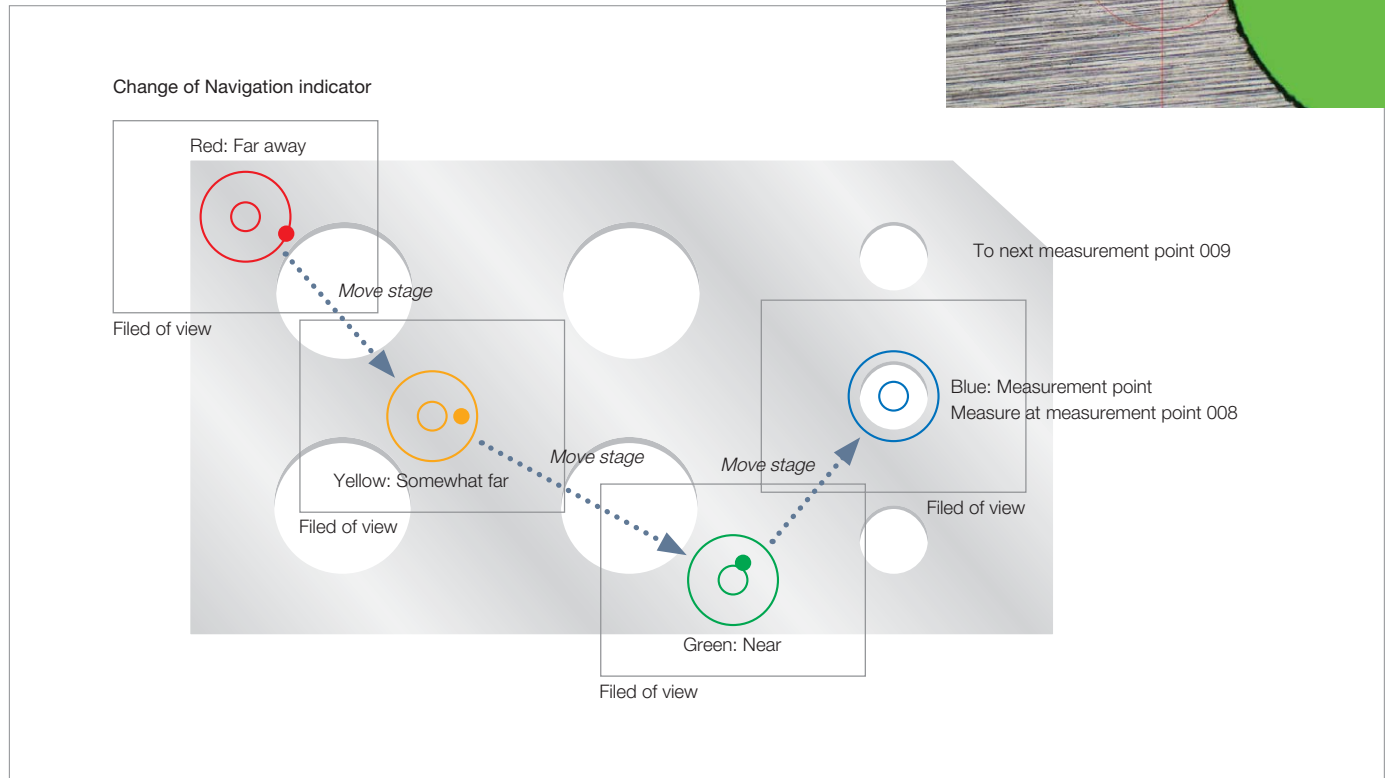 Change of Navigation indicator
Red: Far away
To next measurement point 009
Move stage
Filed of view
Blue: Measurement point
Measure at measurement point 008
Move stage
Move stage
Yellow: Somewhat far
Filed of view
Filed of view
Green: Near
Filed of view